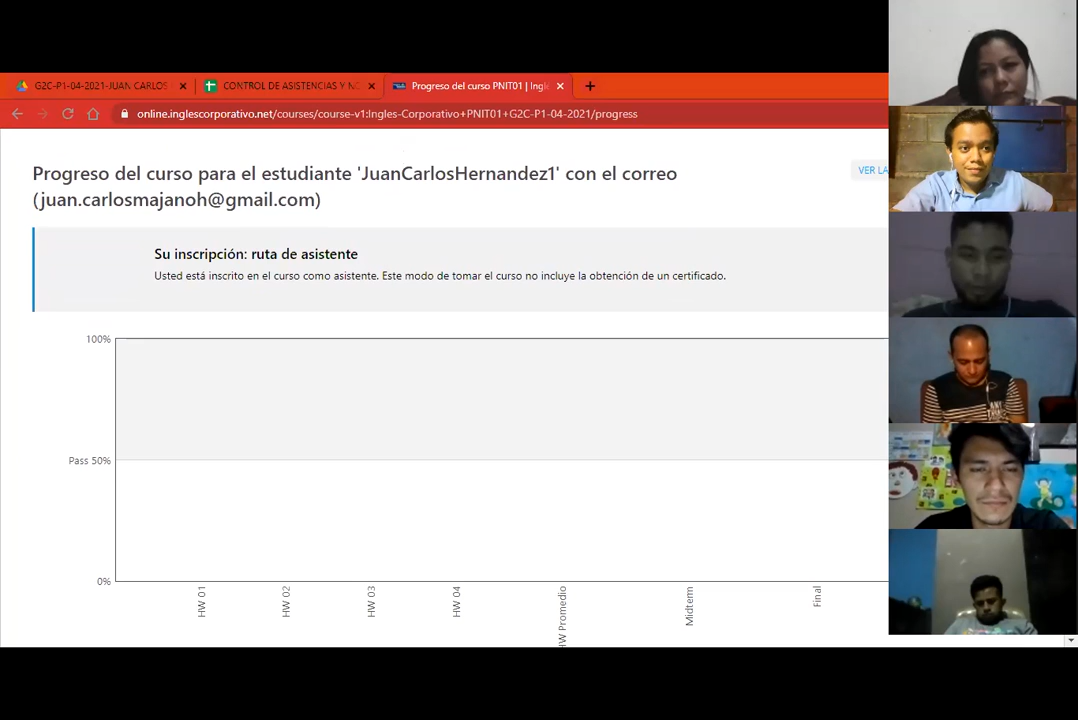 G2C-P1-04-2021-JUAN CARLOS
CONTROL DE ASISTENCIAS Y NO
Progreso del curso PNIT01 | Ingl
online.inglescorporativo.net/courses/course-v1:Ingles-Corporativo+PNIT01+G2C-P1-04-2021/progress
Progreso del curso para el estudiante 'JuanCarlosHernandez1' con el correo
(juan.carlosmajanoh@gmail.com)
VER LA
Su inscripción: ruta de asistente
Usted está inscrito en el curso como asistente. Este modo de tomar el curso no incluye la obtención de un certificado.
100%
Pass 50%
0%
HW 01
HW 02
HW 03
HW 04
HW Promedio
Midterm
Final